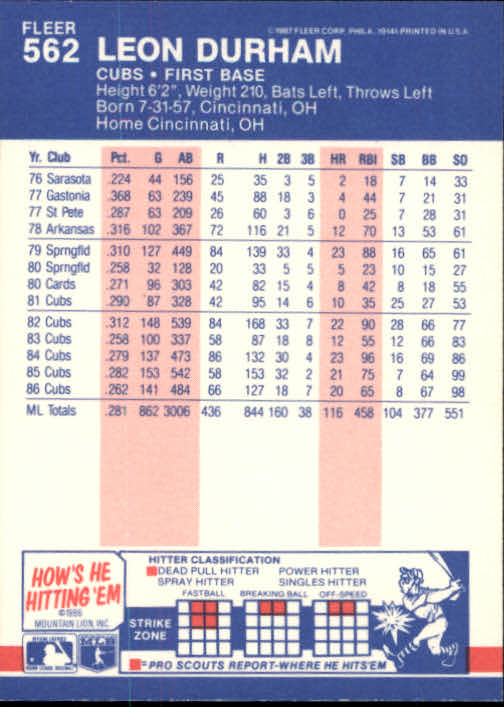 FLEER
562 LEON DURHAM
©1987 FLEER CORP., PHILA. 19141 PRINTED IN U.S.A.
CUBS • FIRST BASE
Height 6'2", Weight 210, Bats Left, Throws Left
Born 7-31-57, Cincinnati, OH
Home Cincinnati, OH
Yr. Club Pct. G AB R H 2B 3B HR RBI SB BB SO
76 Sarasota .224 44 156 25 35 3 5 2 18 7 14 33
77 Gastonia .368 63 239 45 88 18 3 4 44 7 21 31
77 St Pete .287 63 209 26 60 3 6 0 25 7 28 31
78 Arkansas .316 102 367 72 116 21 5 12 70 13 53 61
79 Sprngfld .310 127 449 84 139 33 4 23 88 16 65 61
80 Sprngfld .258 32 128 20 33 5 5 5 23 10 15 27
80 Cards .271 96 303 42 82 15 4 8 42 8 18 55
81 Cubs .290 87 328 42 95 14 6 10 35 25 27 53
82 Cubs .312 148 539 84 168 33 7 22 90 28 66 77
83 Cubs .258 100 337 58 87 18 8 12 55 12 66 83
84 Cubs .279 137 473 86 132 30 4 23 96 16 69 86
85 Cubs .282 153 542 58 153 32 2 21 75 7 64 99
86 Cubs .262 141 484 66 127 18 7 20 65 8 67 98
ML Totals .281 862 3006 436 844 160 38 116 458 104 377 551
HOW'S HE
HITTING 'EM
©1986
MOUNTAIN LION, INC.
HITTER CLASSIFICATION
DEAD PULL HITTER POWER HITTER
SPRAY HITTER SINGLES HITTER
FASTBALL BREAKING BALL OFF-SPEED
STRIKE
ZONE
=PRO SCOUTS REPORT-WHERE HE HITS'EM